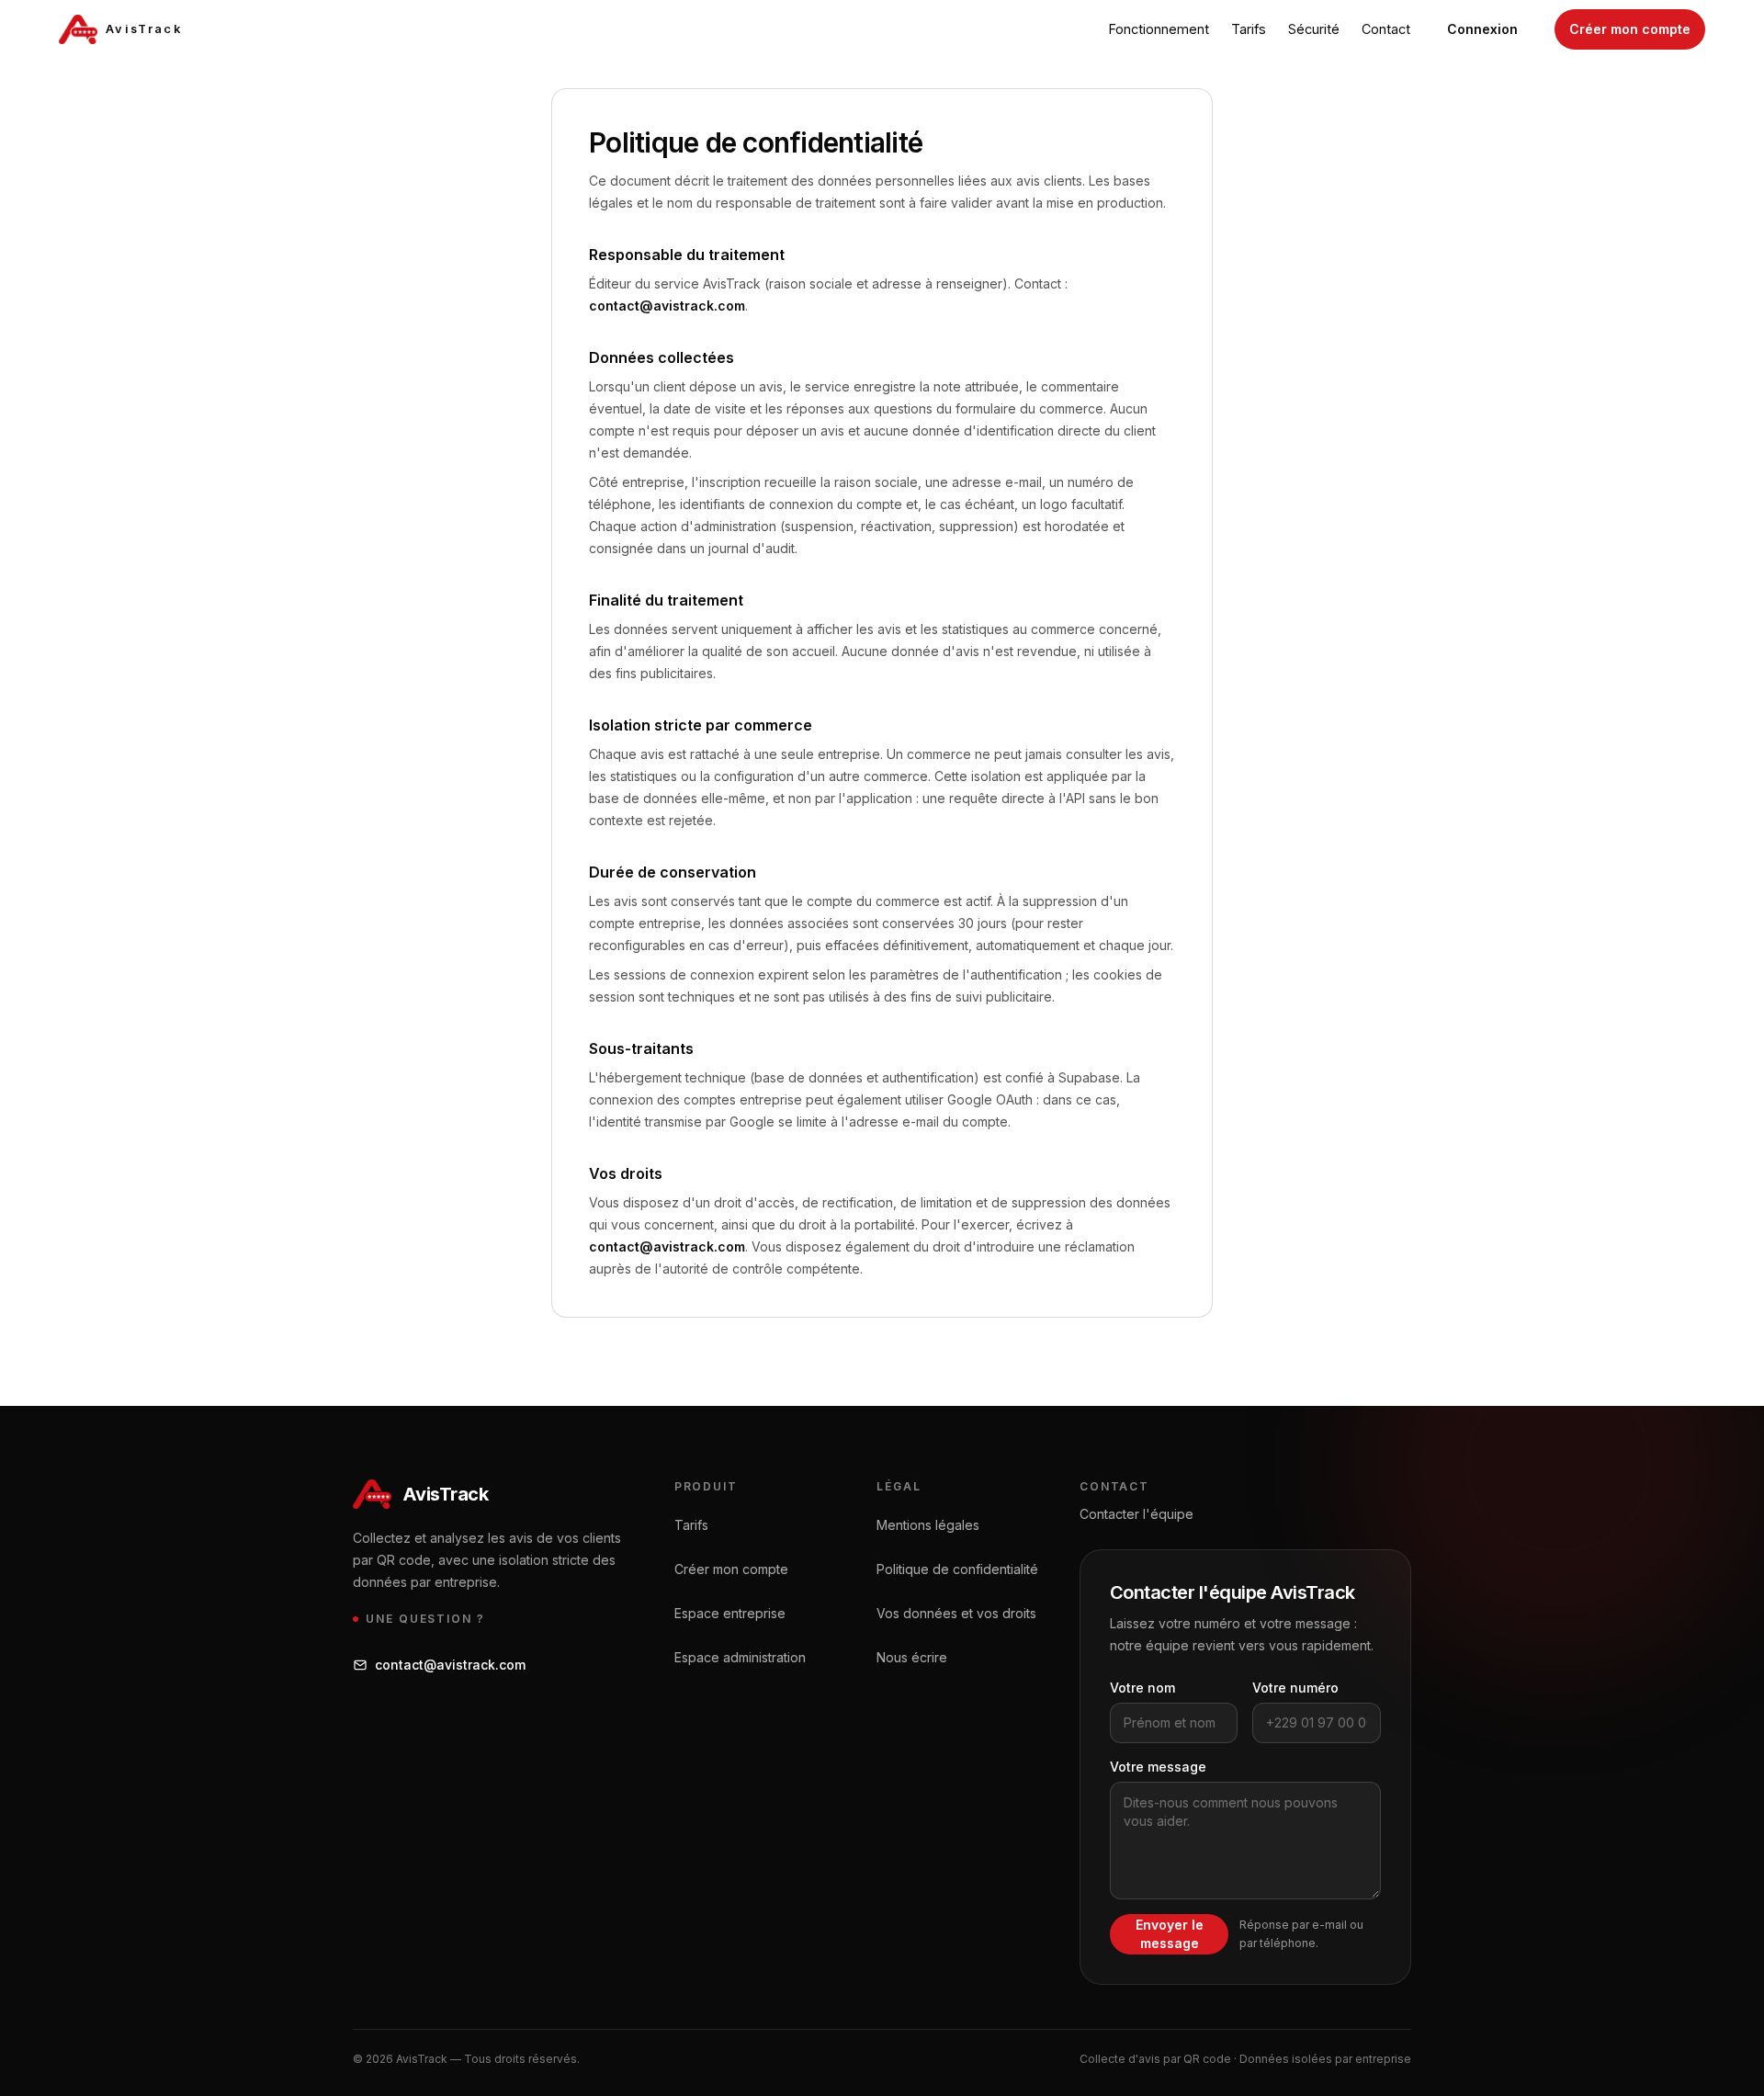 AvisTrack
Fonctionnement Tarifs Sécurité Contact Connexion Créer mon compte
Politique de confidentialité
Ce document décrit le traitement des données personnelles liées aux avis clients. Les bases
légales et le nom du responsable de traitement sont à faire valider avant la mise en production.
Responsable du traitement
Éditeur du service AvisTrack (raison sociale et adresse à renseigner). Contact :
contact@avistrack.com.
Données collectées
Lorsqu'un client dépose un avis, le service enregistre la note attribuée, le commentaire
éventuel, la date de visite et les réponses aux questions du formulaire du commerce. Aucun
compte n'est requis pour déposer un avis et aucune donnée d'identification directe du client
n'est demandée.
Côté entreprise, l'inscription recueille la raison sociale, une adresse e-mail, un numéro de
téléphone, les identifiants de connexion du compte et, le cas échéant, un logo facultatif.
Chaque action d'administration (suspension, réactivation, suppression) est horodatée et
consignée dans un journal d'audit.
Finalité du traitement
Les données servent uniquement à afficher les avis et les statistiques au commerce concerné,
afin d'améliorer la qualité de son accueil. Aucune donnée d'avis n'est revendue, ni utilisée à
des fins publicitaires.
Isolation stricte par commerce
Chaque avis est rattaché à une seule entreprise. Un commerce ne peut jamais consulter les avis,
les statistiques ou la configuration d'un autre commerce. Cette isolation est appliquée par la
base de données elle-même, et non par l'application : une requête directe à l'API sans le bon
contexte est rejetée.
Durée de conservation
Les avis sont conservés tant que le compte du commerce est actif. À la suppression d'un
compte entreprise, les données associées sont conservées 30 jours (pour rester
reconfigurables en cas d'erreur), puis effacées définitivement, automatiquement et chaque jour.
Les sessions de connexion expirent selon les paramètres de l'authentification ; les cookies de
session sont techniques et ne sont pas utilisés à des fins de suivi publicitaire.
Sous-traitants
L'hébergement technique (base de données et authentification) est confié à Supabase. La
connexion des comptes entreprise peut également utiliser Google OAuth : dans ce cas,
l'identité transmise par Google se limite à l'adresse e-mail du compte.
Vos droits
Vous disposez d'un droit d'accès, de rectification, de limitation et de suppression des données
qui vous concernent, ainsi que du droit à la portabilité. Pour l'exercer, écrivez à
contact@avistrack.com. Vous disposez également du droit d'introduire une réclamation
auprès de l'autorité de contrôle compétente.
AvisTrack
Collectez et analysez les avis de vos clients
par QR code, avec une isolation stricte des
données par entreprise.
UNE QUESTION ?
contact@avistrack.com
PRODUIT
Tarifs
Créer mon compte
Espace entreprise
Espace administration
LÉGAL
Mentions légales
Politique de confidentialité
Vos données et vos droits
Nous écrire
CONTACT
Contacter l'équipe
Contacter l'équipe AvisTrack
Laissez votre numéro et votre message :
notre équipe revient vers vous rapidement.
Votre nom Votre numéro
Prénom et nom +229 01 97 00 0
Votre message
Dites-nous comment nous pouvons
vous aider.
Envoyer le
message
Réponse par e-mail ou
par téléphone.
© 2026 AvisTrack — Tous droits réservés.
Collecte d'avis par QR code · Données isolées par entreprise